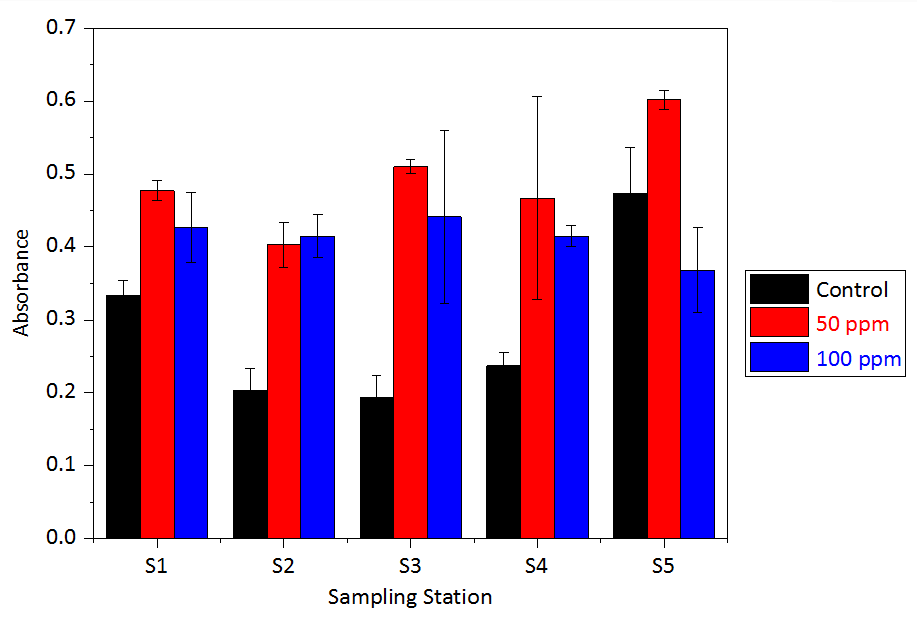 0.7
0.6
0.5
0.4
0.3
0.2
0.1
0.0
Absorbance
S1 S2 S3 S4 S5
Sampling Station
Control
50 ppm
100 ppm